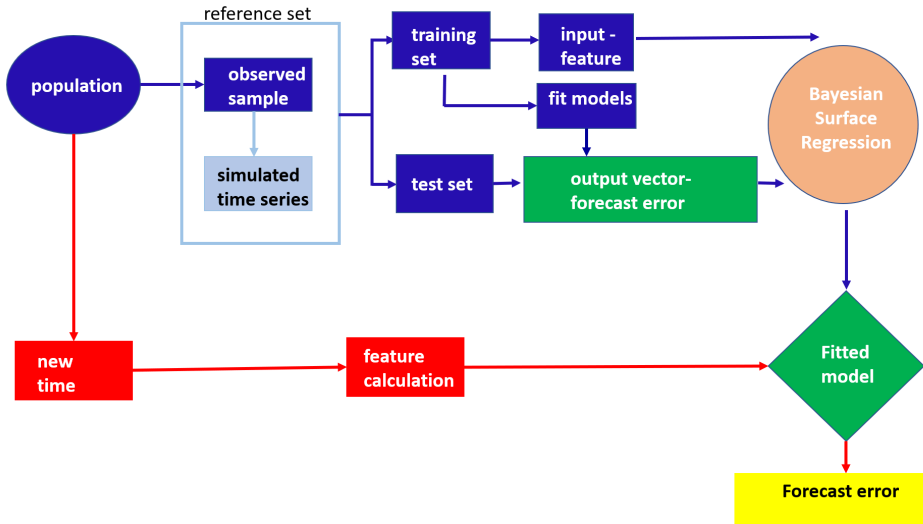 reference set
population
observed
sample
simulated
time series
training
set
input -
feature
fit models
test set
output vector-
forecast error
Bayesian
Surface
Regression
new
time
feature
calculation
Fitted
model
Forecast error